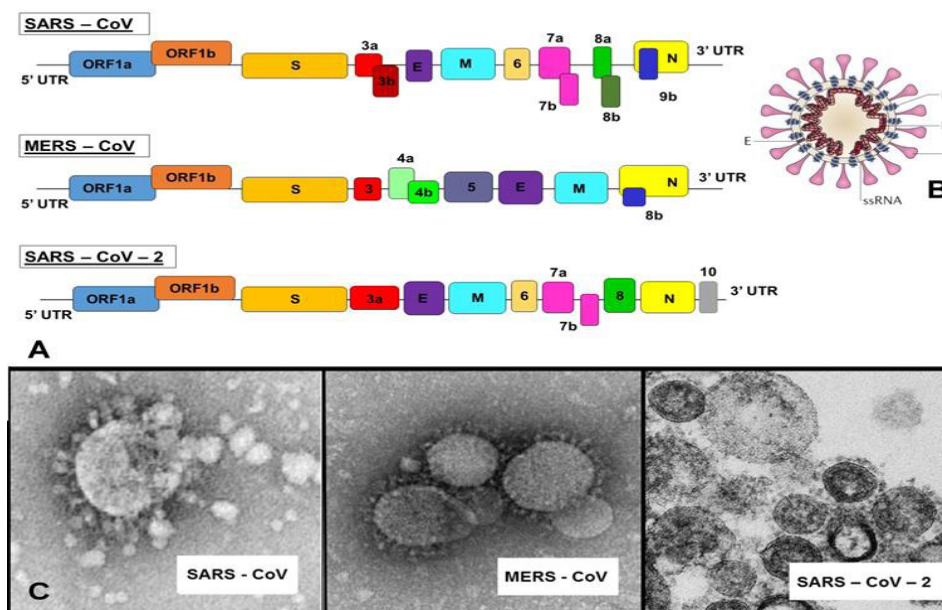 SARS – CoV
5' UTR ORF1a ORF1b S 3a 3b E M 6 7a 7b 8a 8b 9b N 3' UTR
MERS – CoV
5' UTR ORF1a ORF1b S 3 4a 4b 5 E M 8b N 3' UTR
SARS – CoV – 2
5' UTR ORF1a ORF1b S 3a E M 6 7a 7b 8 N 10 3' UTR
A
E
ssRNA
B
SARS - CoV
MERS - CoV
SARS – CoV – 2
C